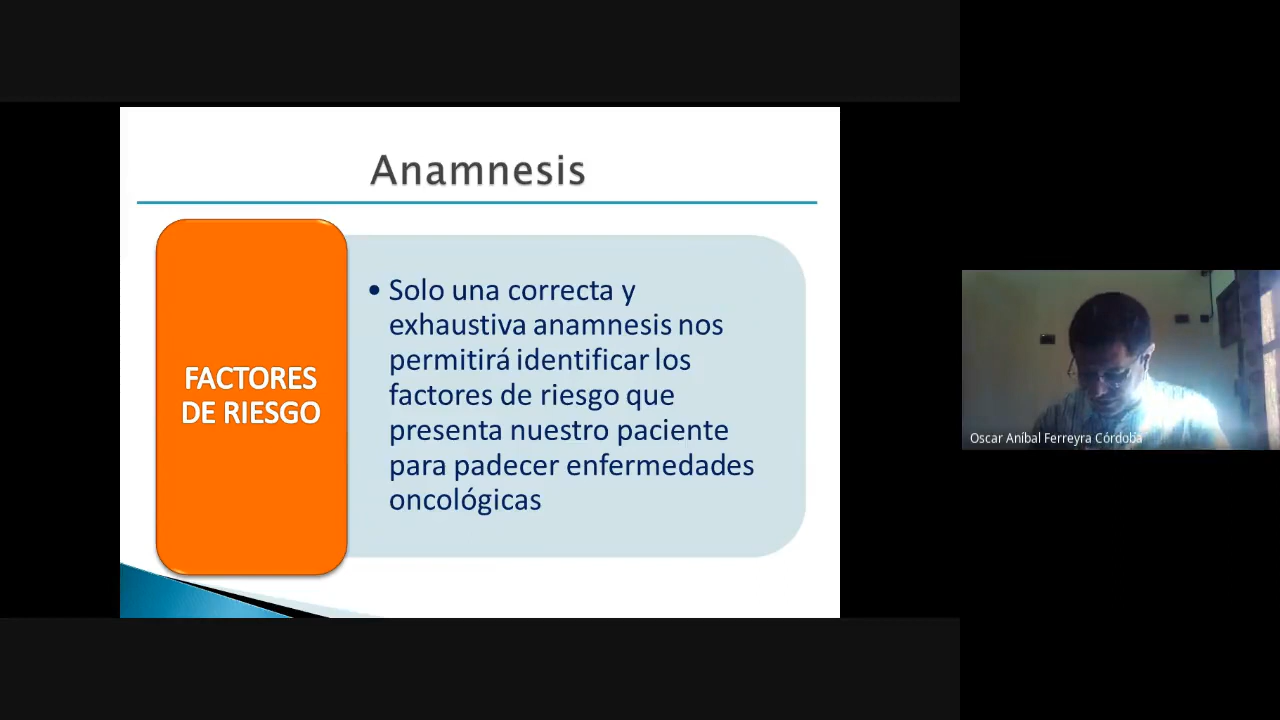 Anamnesis
FACTORES
DE RIESGO
• Solo una correcta y
exhaustiva anamnesis nos
permitirá identificar los
factores de riesgo que
presenta nuestro paciente
para padecer enfermedades
oncológicas
Oscar Aníbal Ferreyra Córdoba